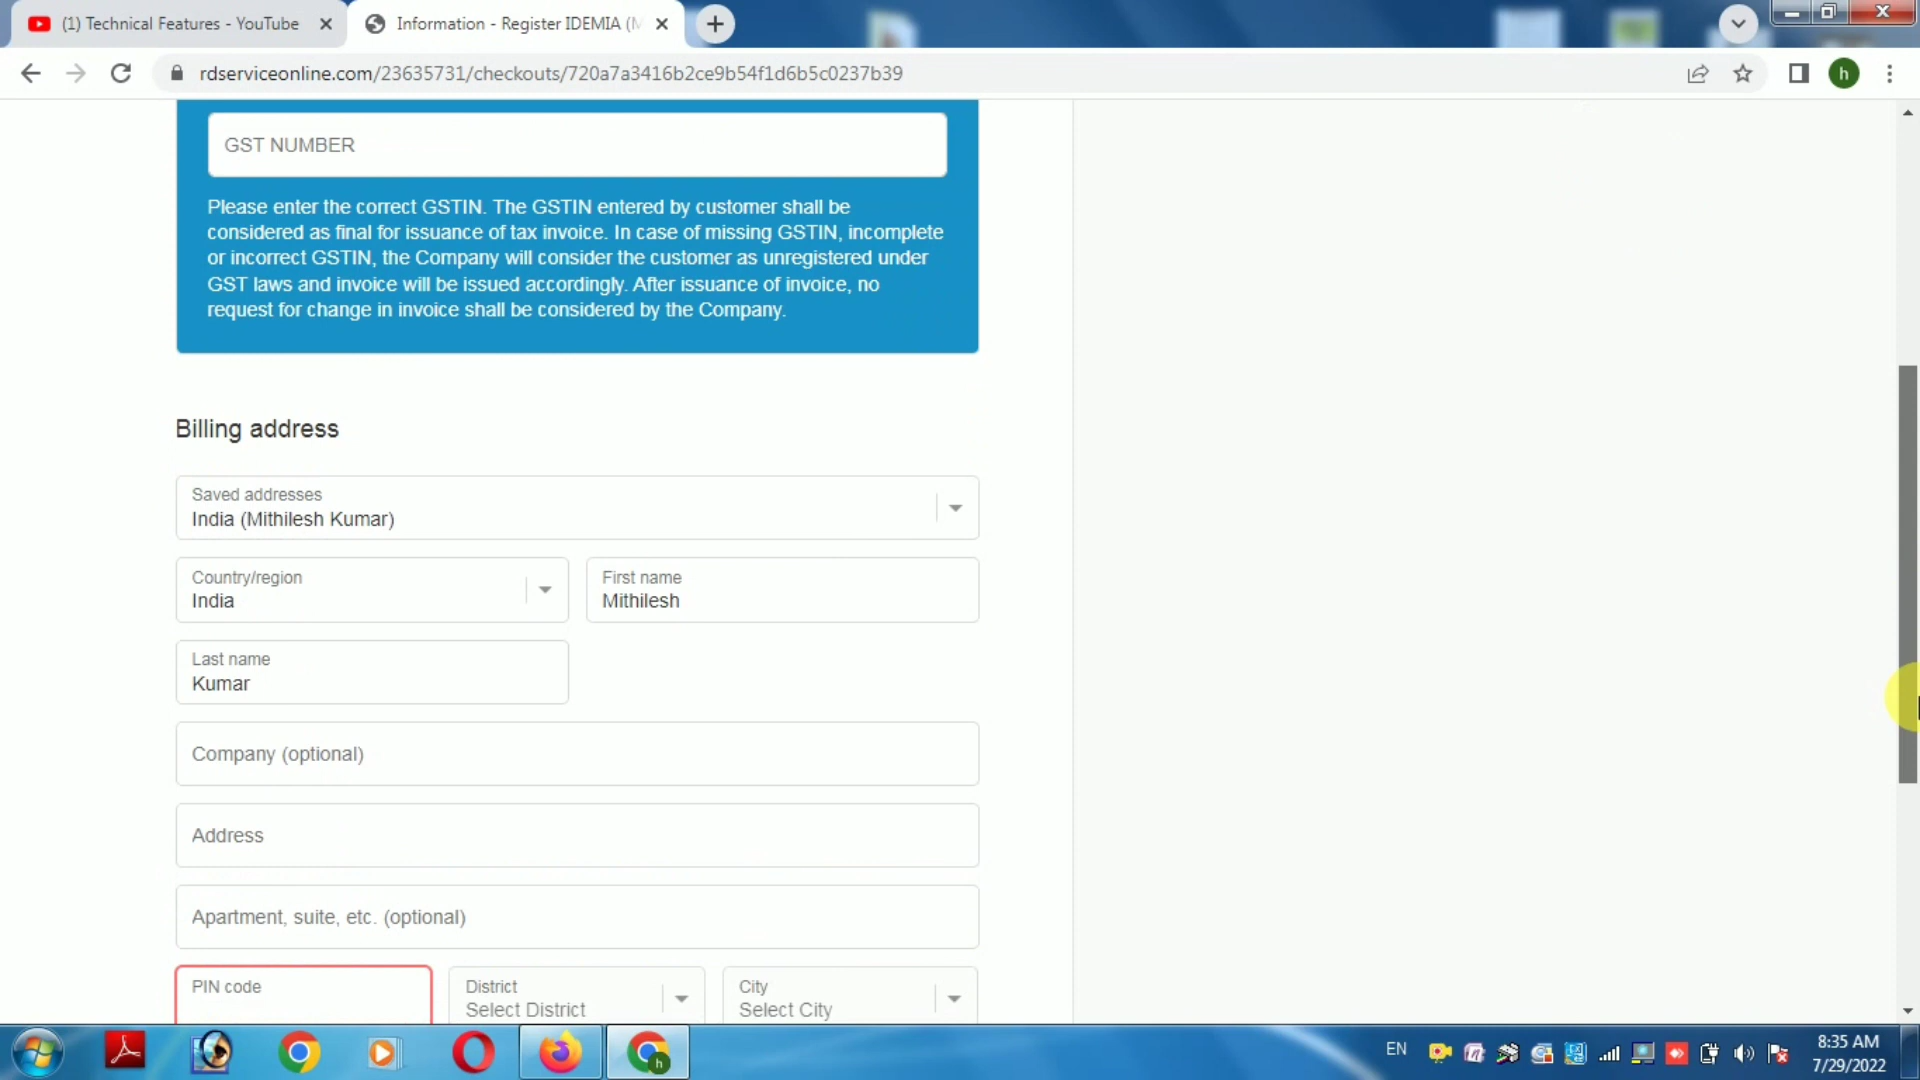 (1) Technical Features - YouTube
Information - Register IDEMIA (M
rdserviceonline.com/23635731/checkouts/720a7a3416b2ce9b54f1d6b5c0237b39
h
GST NUMBER
Please enter the correct GSTIN. The GSTIN entered by customer shall be
considered as final for issuance of tax invoice. In case of missing GSTIN, incomplete
or incorrect GSTIN, the Company will consider the customer as unregistered under
GST laws and invoice will be issued accordingly. After issuance of invoice, no
request for change in invoice shall be considered by the Company.
Billing address
Saved addresses
India (Mithilesh Kumar)
Country/region
India
First name
Mithilesh
Last name
Kumar
Company (optional)
Address
Apartment, suite, etc. (optional)
PIN code
District
Select District
City
Select City
h
EN
8:35 AM
7/29/2022